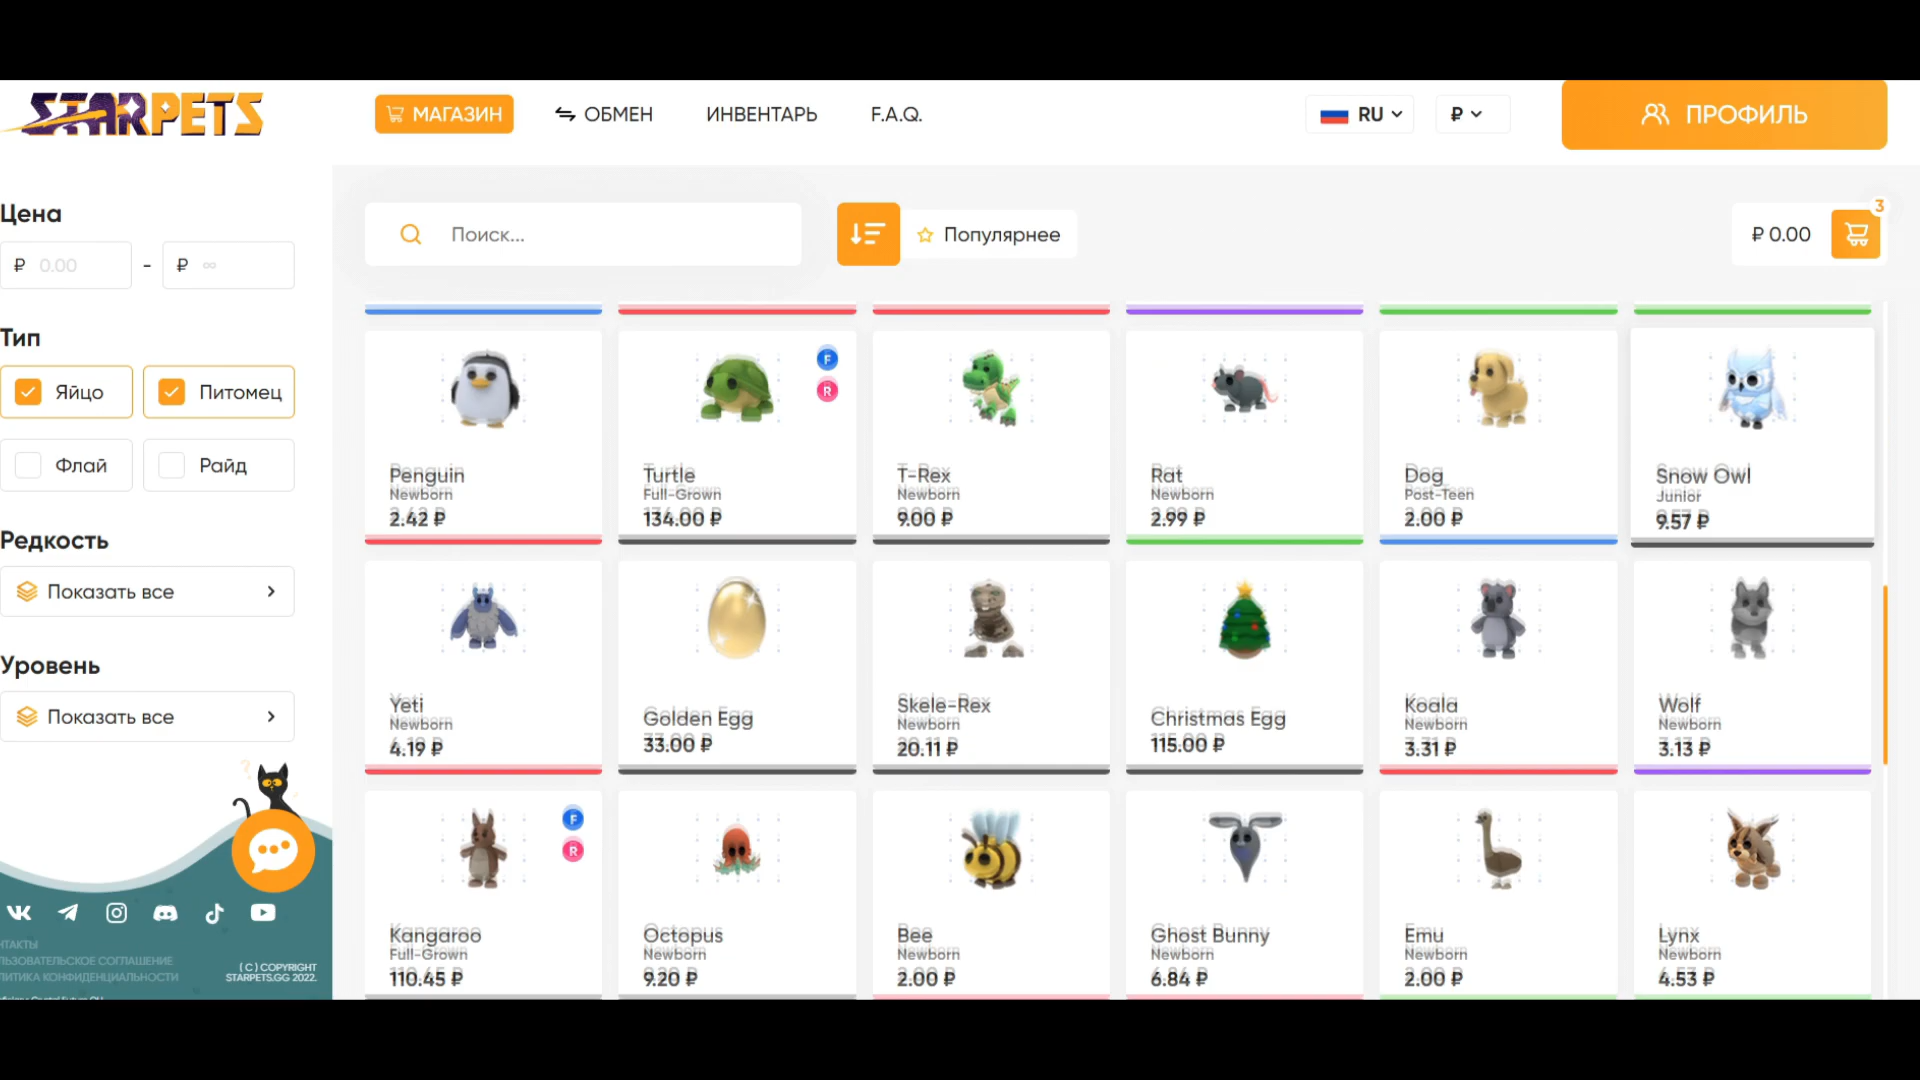 STARPETS
МАГАЗИН
ОБМЕН
ИНВЕНТАРЬ
F.A.Q.
RU
₽
ПРОФИЛЬ
Цена
₽ 0.00 - ₽ ∞
Тип
Яйцо
Питомец
Флай
Райд
Редкость
Показать все
Уровень
Показать все
Поиск...
Популярнее
₽ 0.00
3
Penguin
Newborn
2.42 ₽
F
R
Turtle
Full-Grown
134.00 ₽
T-Rex
Newborn
9.00 ₽
Rat
Newborn
2.99 ₽
Dog
Post-Teen
2.00 ₽
Snow Owl
Junior
9.57 ₽
Yeti
Newborn
4.19 ₽
Golden Egg
33.00 ₽
Skele-Rex
Newborn
20.11 ₽
Christmas Egg
115.00 ₽
Koala
Newborn
3.31 ₽
Wolf
Newborn
3.13 ₽
F
R
Kangaroo
Full-Grown
110.45 ₽
Octopus
Newborn
9.20 ₽
Bee
Newborn
2.00 ₽
Ghost Bunny
Newborn
6.84 ₽
Emu
Newborn
2.00 ₽
Lynx
Newborn
4.53 ₽
НТАКТЫ
ЛЬЗОВАТЕЛЬСКОЕ СОГЛАШЕНИЕ
ЛИТИКА КОНФИДЕНЦИАЛЬНОСТИ
( C ) COPYRIGHT
STARPETS.GG 2022.